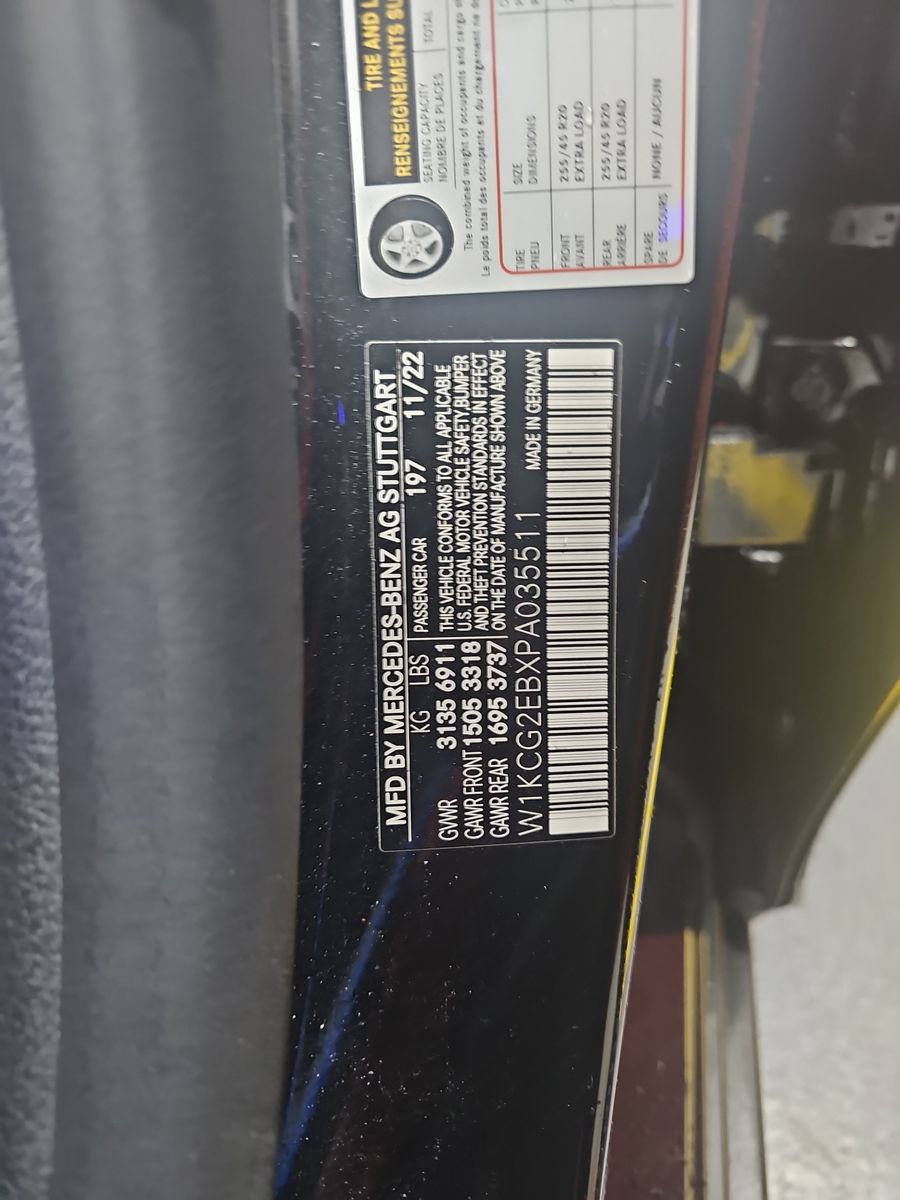 TIRE AND
RENSEIGNEMENTS
SEATING CAPACITY
NOMBRE DE PLACES
TOTAL
The combined weight of occupants and cargo
Le poids total des occupants et du chargement ne
TIRE
PNEU
SIZE
DIMENSIONS
FRONT
AVANT
255/45 R20
EXTRA LOAD
REAR
ARRIÈRE
255/45 R20
EXTRA LOAD
SPARE
DE SECOURS
NONE / AUCUN
MFD BY MERCEDES-BENZ AG STUTTGART
KG LBS PASSENGER CAR 197 11/22
GVWR 3135 6911
GAWR FRONT 1505 3318
GAWR REAR 1695 3737
THIS VEHICLE CONFORMS TO ALL APPLICABLE
U.S. FEDERAL MOTOR VEHICLE SAFETY,BUMPER
AND THEFT PREVENTION STANDARDS IN EFFECT
ON THE DATE OF MANUFACTURE SHOWN ABOVE
W1KCG2EBXPA035511 MADE IN GERMANY